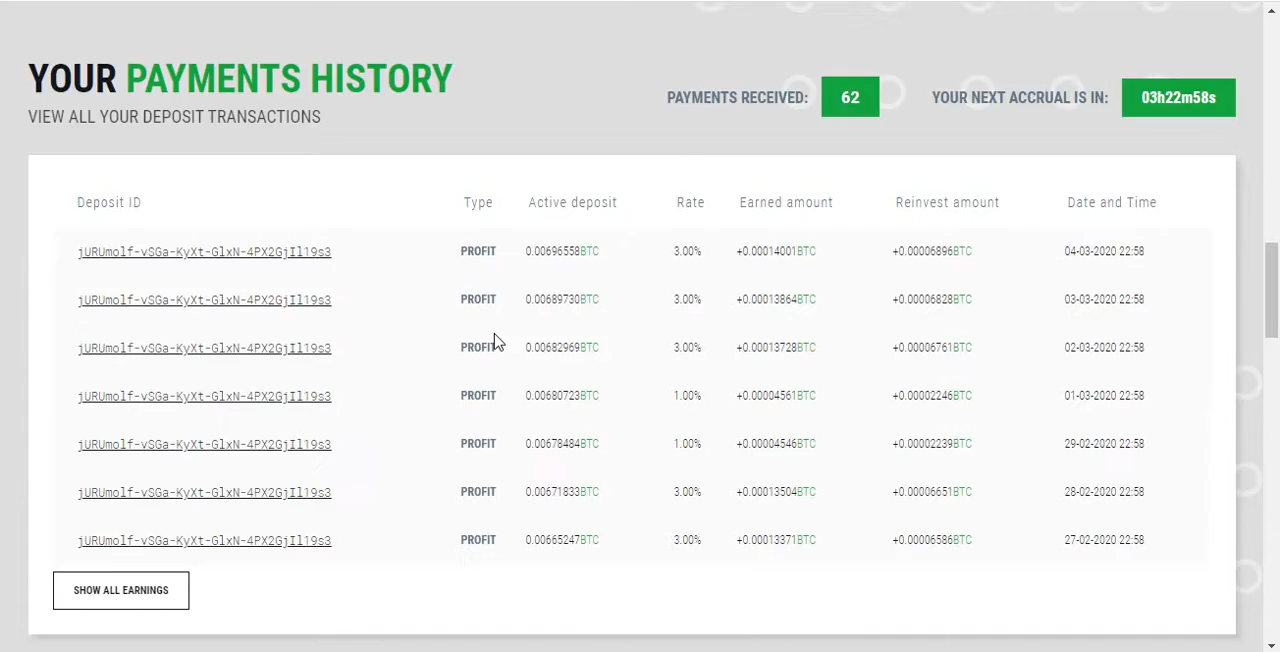 YOUR PAYMENTS HISTORY
VIEW ALL YOUR DEPOSIT TRANSACTIONS
PAYMENTS RECEIVED: 62 YOUR NEXT ACCRUAL IS IN: 03h22m58s
Deposit ID Type Active deposit Rate Earned amount Reinvest amount Date and Time
jURUmolf-vSGa-KyXt-GlxN-4PX2GjIl19s3 PROFIT 0.00696558BTC 3.00% +0.00014001BTC +0.00006896BTC 04-03-2020 22:58
jURUmolf-vSGa-KyXt-GlxN-4PX2GjIl19s3 PROFIT 0.00689730BTC 3.00% +0.00013864BTC +0.00006828BTC 03-03-2020 22:58
jURUmolf-vSGa-KyXt-GlxN-4PX2GjIl19s3 PROFIT 0.00682969BTC 3.00% +0.00013728BTC +0.00006761BTC 02-03-2020 22:58
jURUmolf-vSGa-KyXt-GlxN-4PX2GjIl19s3 PROFIT 0.00680723BTC 1.00% +0.00004561BTC +0.00002246BTC 01-03-2020 22:58
jURUmolf-vSGa-KyXt-GlxN-4PX2GjIl19s3 PROFIT 0.00678484BTC 1.00% +0.00004546BTC +0.00002239BTC 29-02-2020 22:58
jURUmolf-vSGa-KyXt-GlxN-4PX2GjIl19s3 PROFIT 0.00671833BTC 3.00% +0.00013504BTC +0.00006651BTC 28-02-2020 22:58
jURUmolf-vSGa-KyXt-GlxN-4PX2GjIl19s3 PROFIT 0.00665247BTC 3.00% +0.00013371BTC +0.00006586BTC 27-02-2020 22:58
SHOW ALL EARNINGS